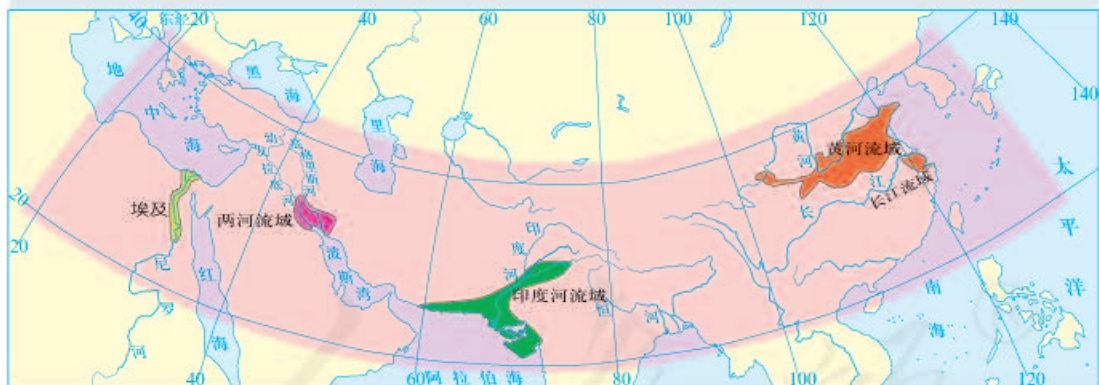 东经
40
20
40
60
80
100
120
140
140
地中海
黑海
里海
幼发拉底河
底格里斯河
黄河
黄河流域
长江
长江流域
太平洋
20
20
埃及
尼罗河
红海
两河流域
波斯湾
印度河
印度河流域
恒河
南海
40
60
阿拉伯海
80
100
120